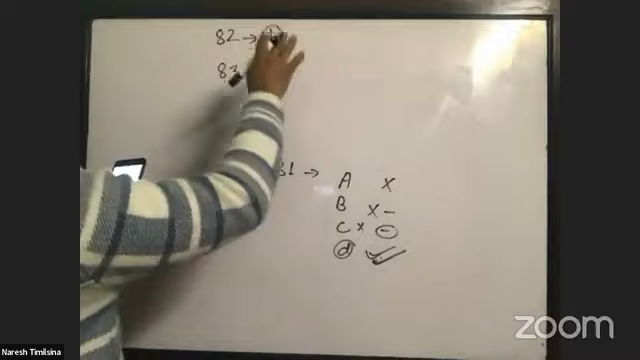 82 →
83
81 → A x
B x –
C x –
d ✓
Naresh Timilsina
zoom